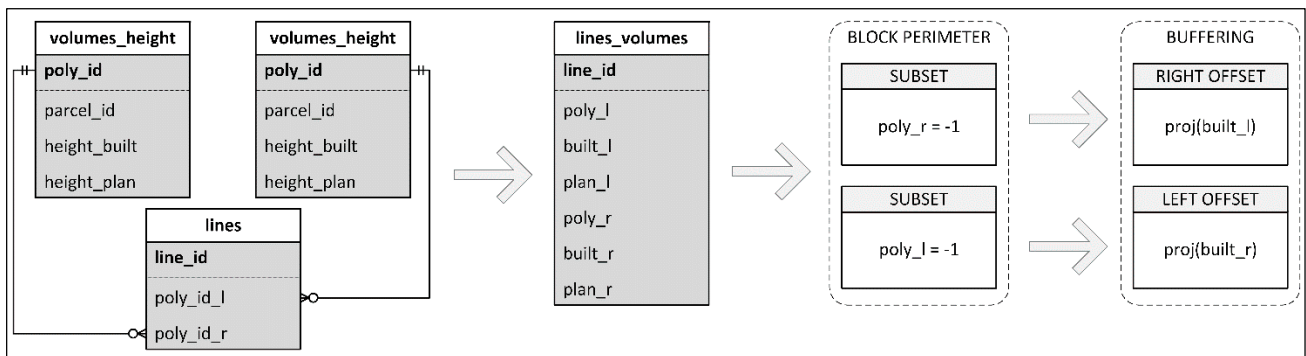 volumes_height
poly_id
parcel_id
height_built
height_plan
volumes_height
poly_id
parcel_id
height_built
height_plan
lines
line_id
poly_id_l
poly_id_r
lines_volumes
line_id
poly_l
built_l
plan_l
poly_r
built_r
plan_r
BLOCK PERIMETER
SUBSET
poly_r = -1
SUBSET
poly_l = -1
BUFFERING
RIGHT OFFSET
proj(built_l)
LEFT OFFSET
proj(built_r)